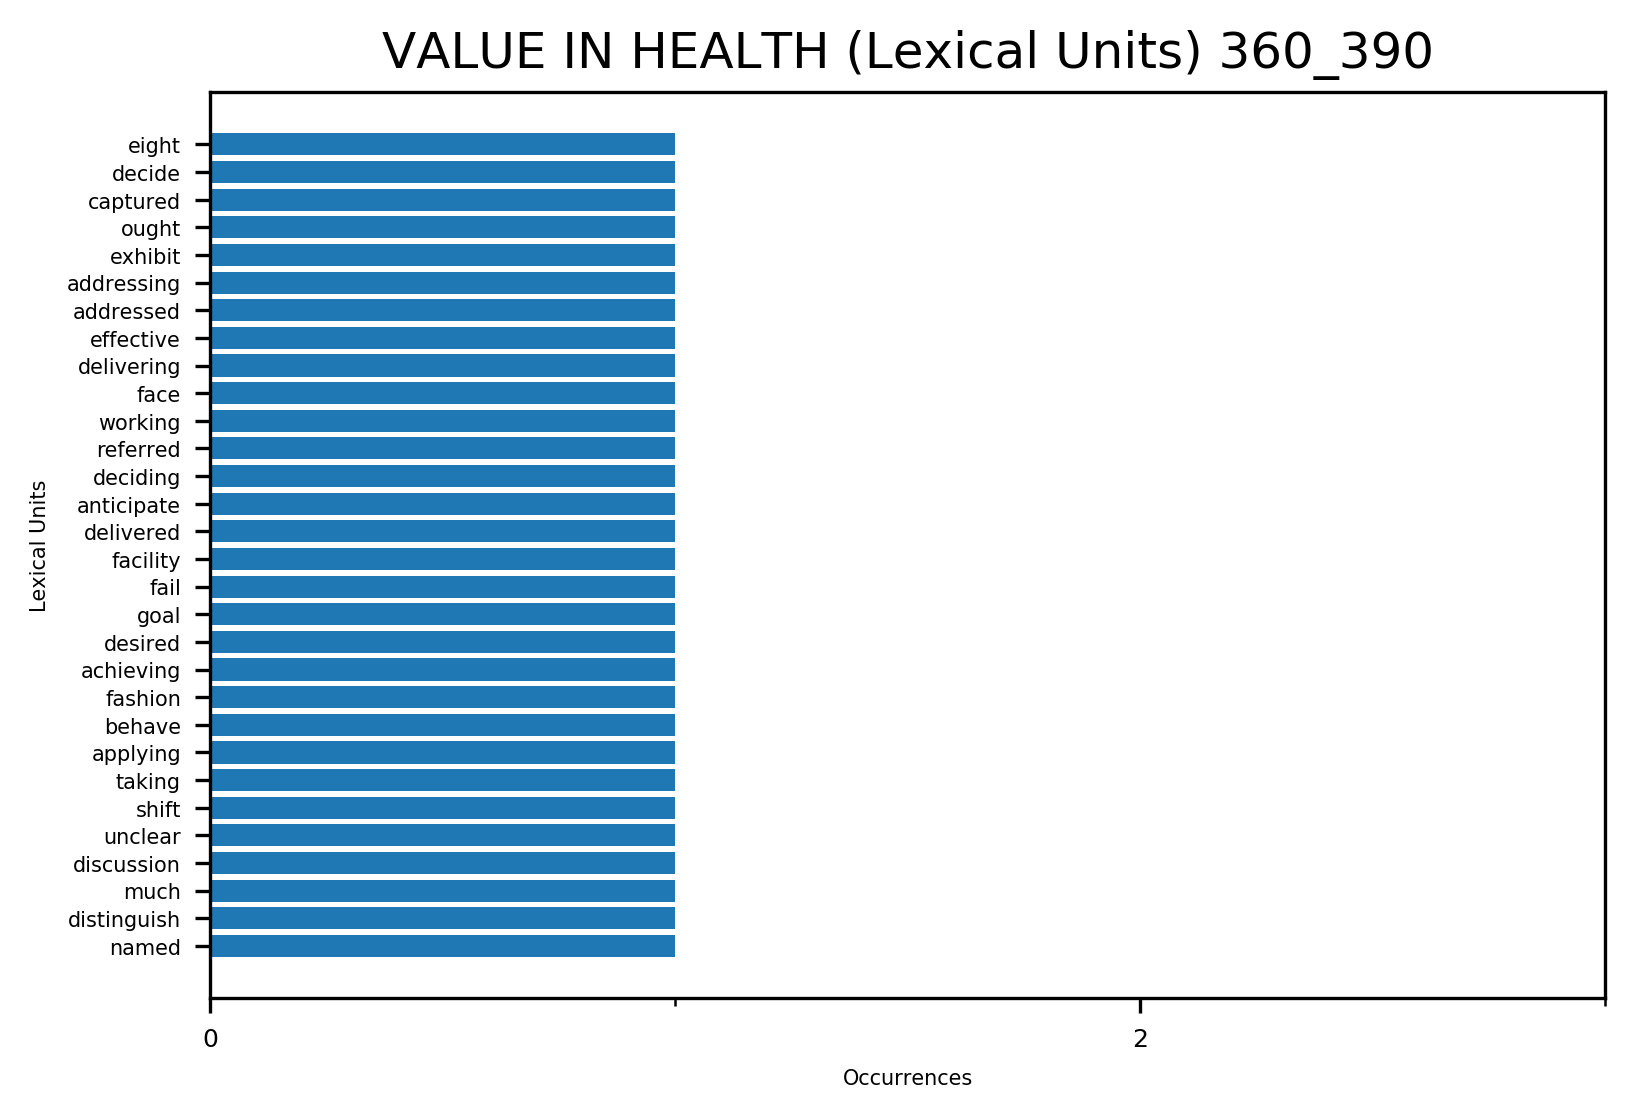 VALUE IN HEALTH (Lexical Units) 360_390
eight
decide
captured
ought
exhibit
addressing
addressed
effective
delivering
face
working
referred
deciding
anticipate
delivered
facility
fail
goal
desired
achieving
fashion
behave
applying
taking
shift
unclear
discussion
much
distinguish
named
Lexical Units
0 2
Occurrences